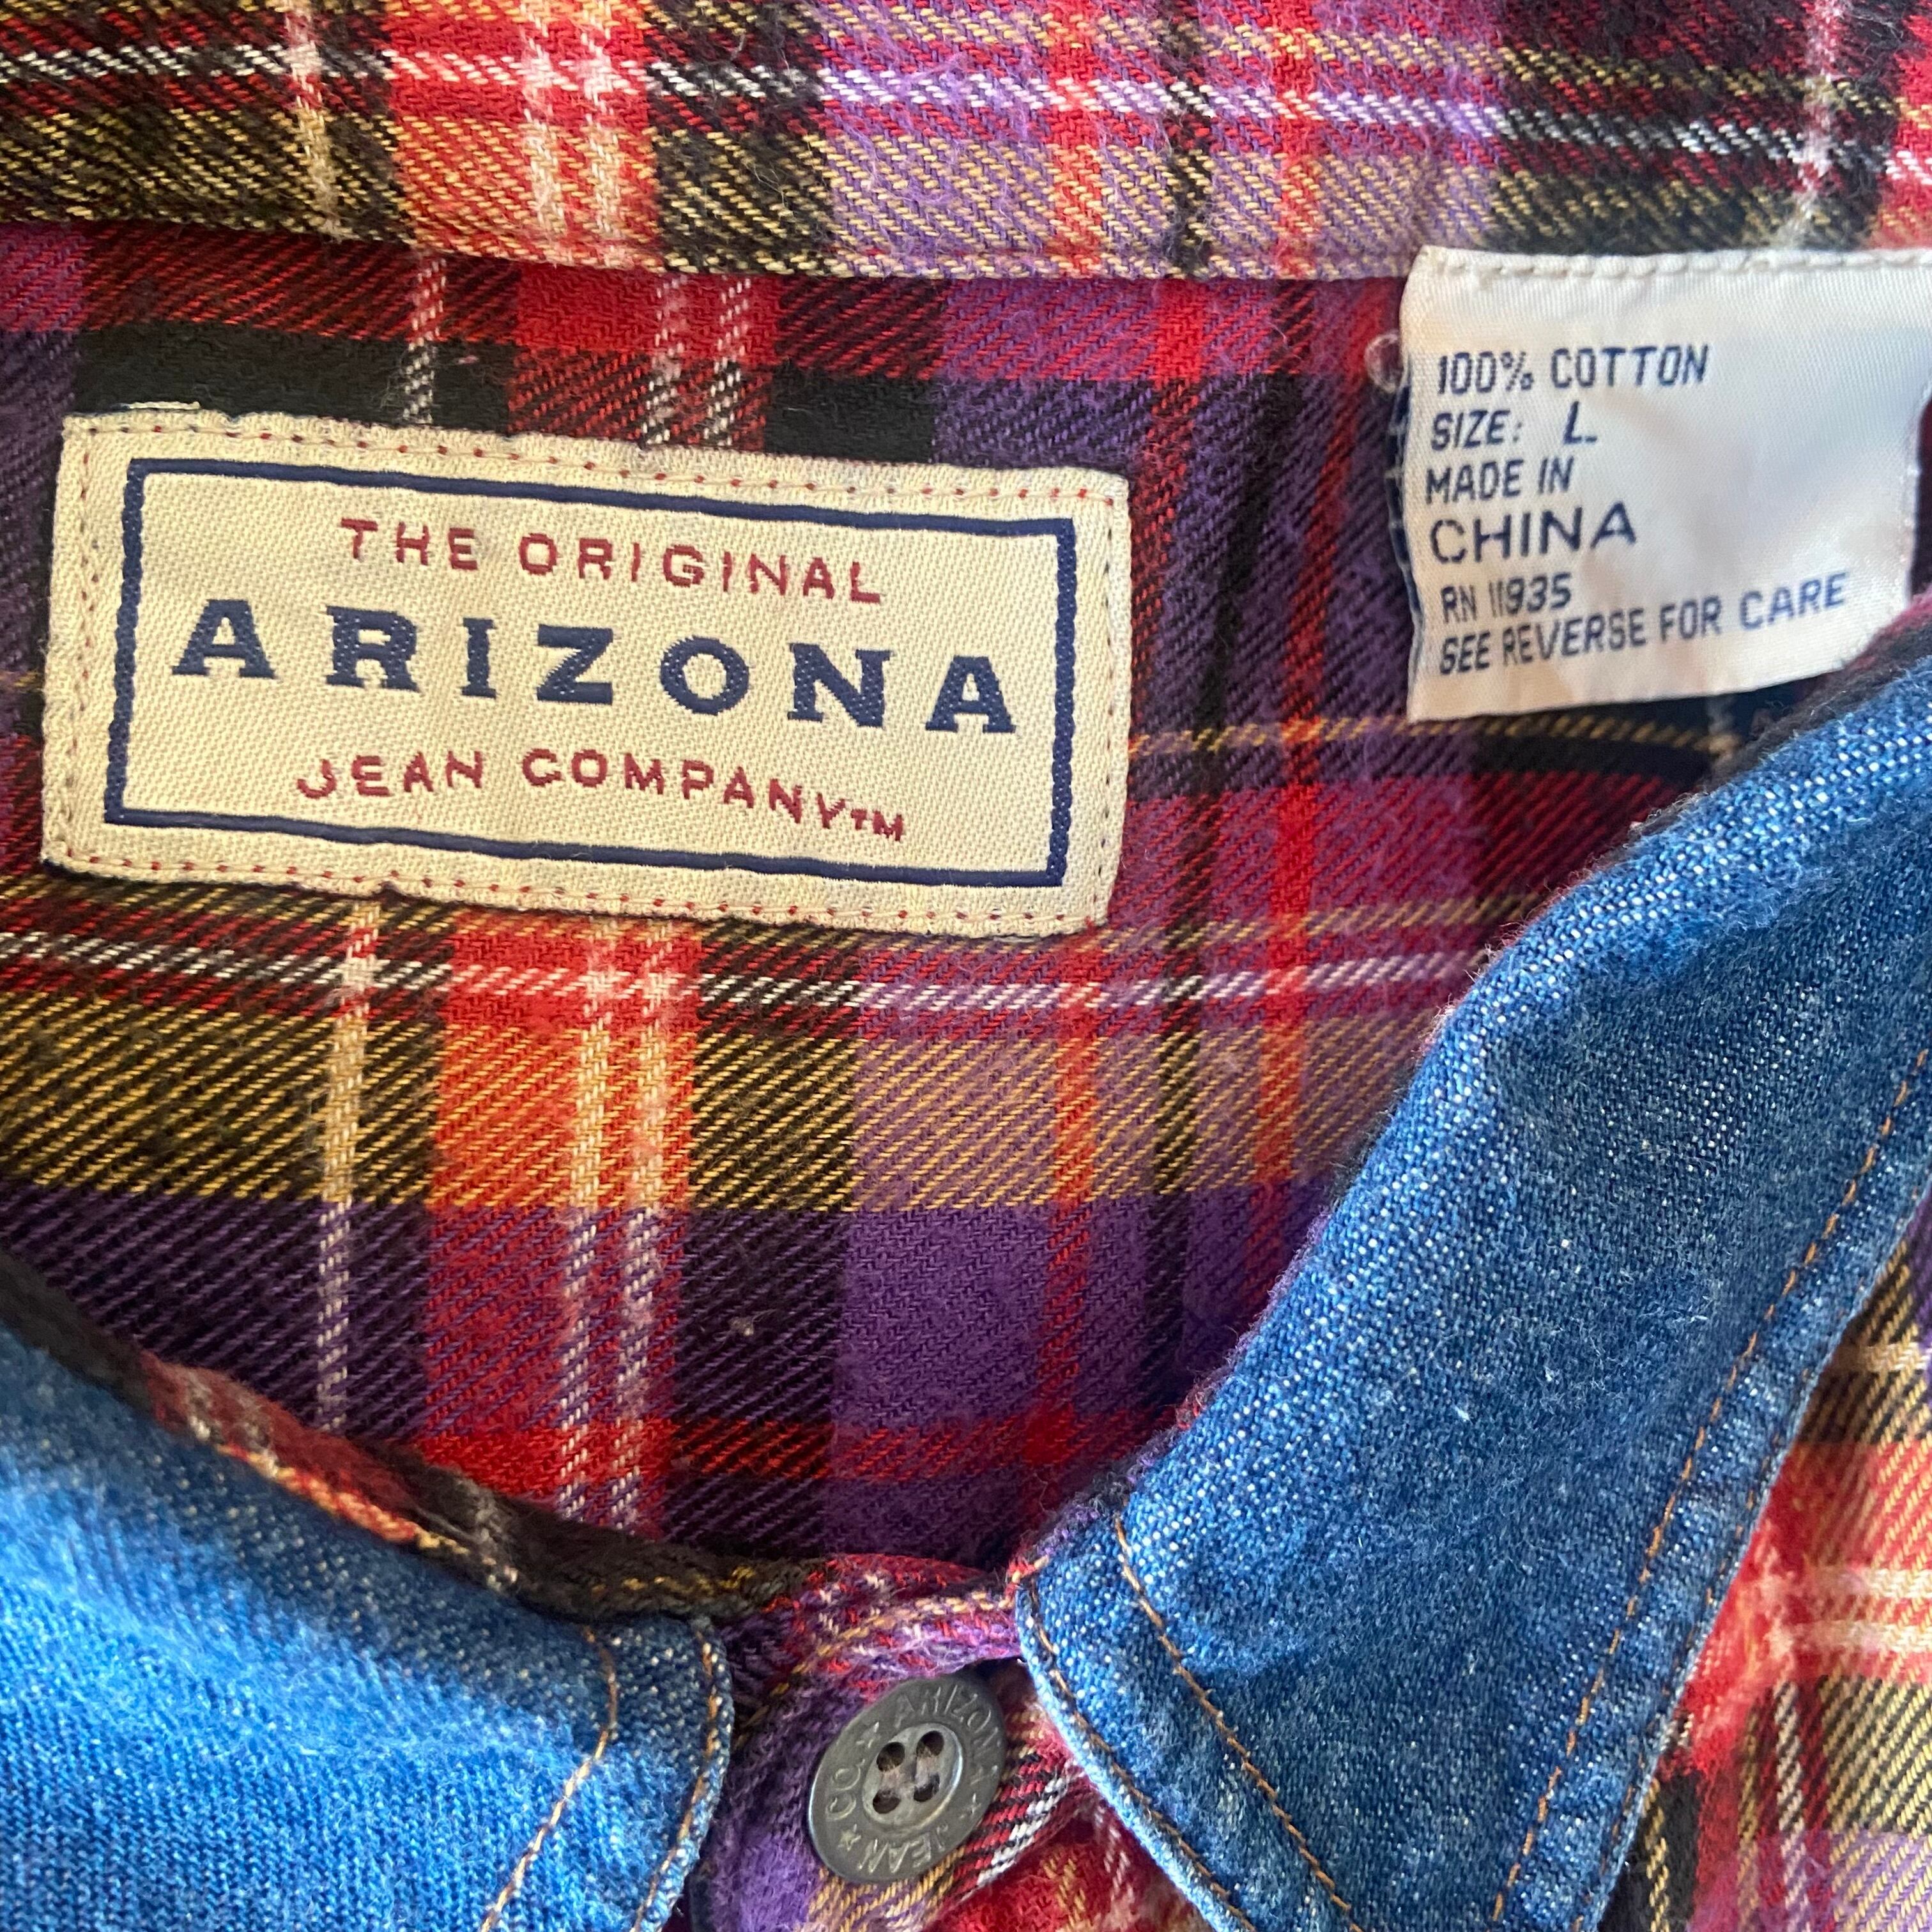 THE ORIGINAL
ARIZONA
JEAN COMPANY™
100% COTTON
SIZE: L
MADE IN
CHINA
RN 11935
SEE REVERSE FOR CARE
★ ARIZONA ★ JEAN ★ CO.